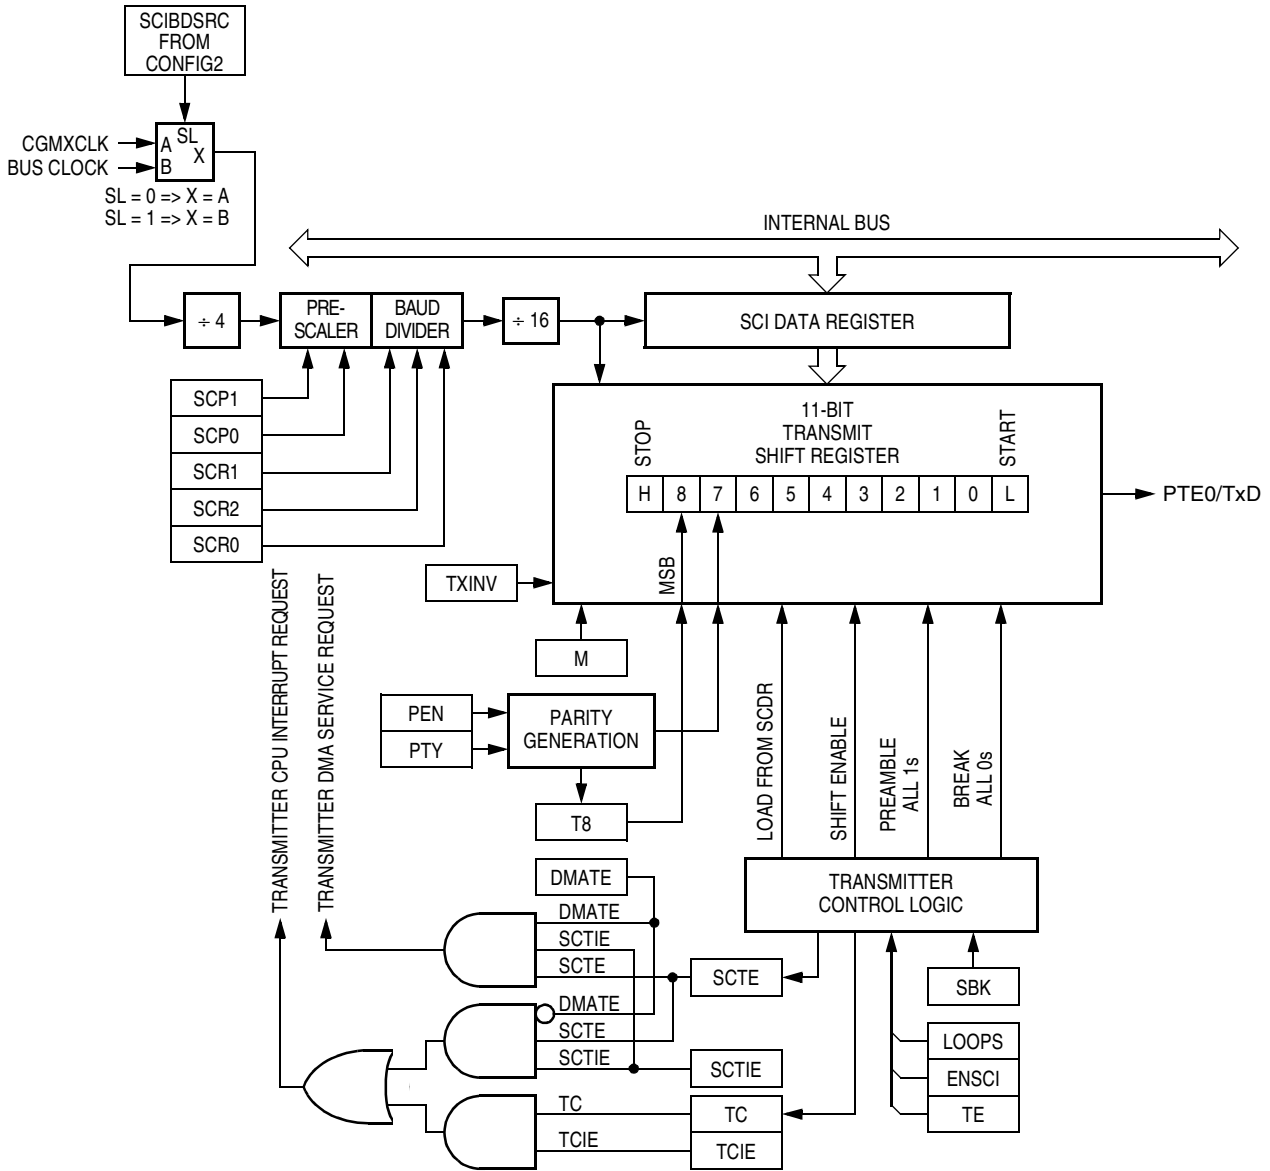 SCIBDSRC
FROM
CONFIG2
CGMXCLK
BUS CLOCK
A
B
SL
X
SL = 0 => X = A
SL = 1 => X = B
INTERNAL BUS
÷ 4
PRE-
SCALER
BAUD
DIVIDER
÷ 16
SCI DATA REGISTER
SCP1
SCP0
SCR1
SCR2
SCR0
11-BIT
TRANSMIT
SHIFT REGISTER
STOP
START
H 8 7 6 5 4 3 2 1 0 L
PTE0/TxD
MSB
TXINV
M
PEN
PTY
PARITY
GENERATION
T8
TRANSMITTER CPU INTERRUPT REQUEST
TRANSMITTER DMA SERVICE REQUEST
LOAD FROM SCDR
SHIFT ENABLE
PREAMBLE
ALL 1s
BREAK
ALL 0s
TRANSMITTER
CONTROL LOGIC
DMATE
DMATE
SCTIE
SCTE
SCTE
DMATE
SCTE
SCTIE
SCTIE
TC
TC
TCIE
TCIE
SBK
LOOPS
ENSCI
TE